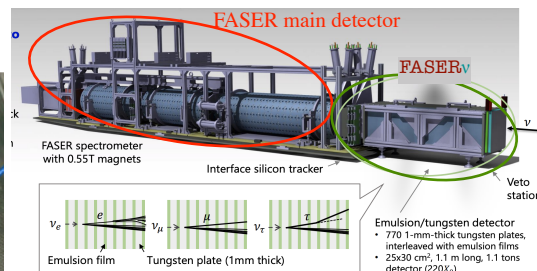 FASER main detector
FASERν
FASER spectrometer
with 0.55T magnets
Interface silicon tracker
ν
Veto
station
νe e νμ μ ντ τ
Emulsion film Tungsten plate (1mm thick)
Emulsion/tungsten detector
• 770 1-mm-thick tungsten plates,
interleaved with emulsion films
• 25x30 cm², 1.1 m long, 1.1 tons
detector (220X₀)